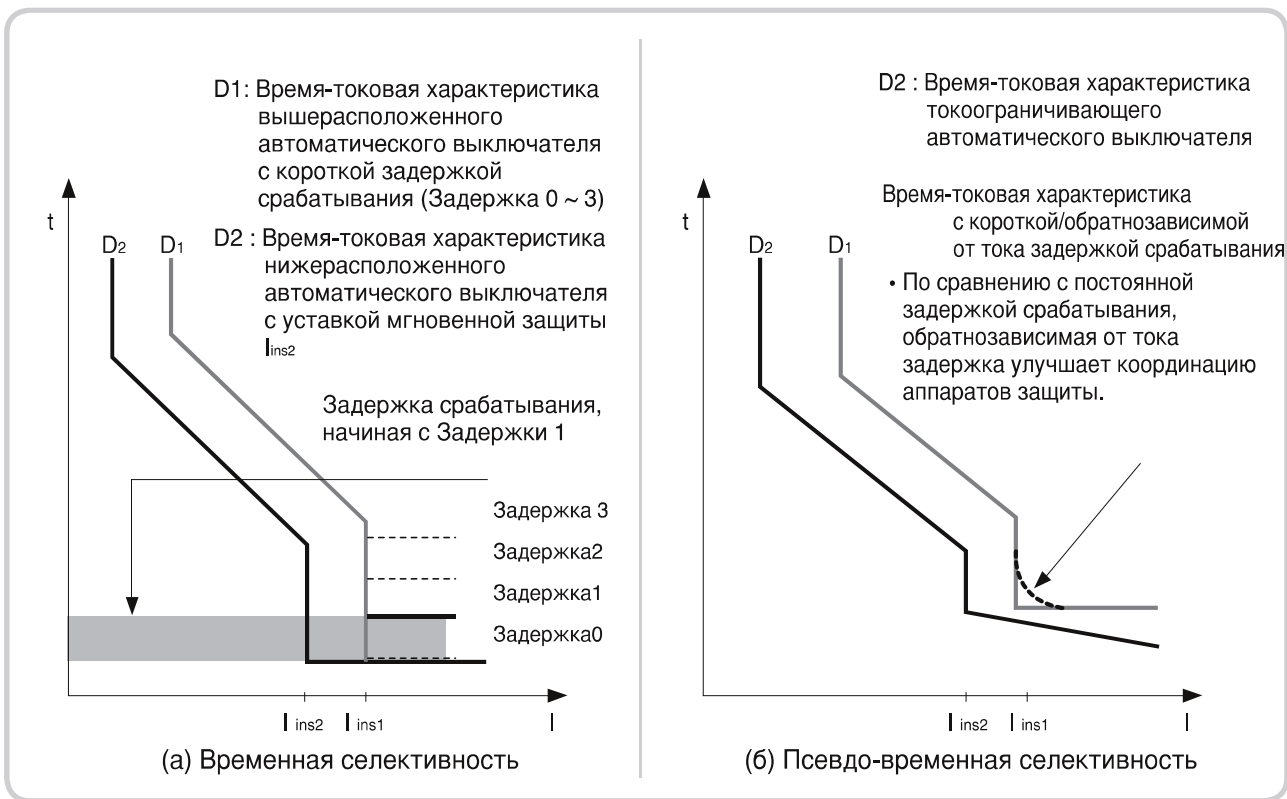 D1: Время-токовая характеристика
вышерасположенного
автоматического выключателя
с короткой задержкой
срабатывания (Задержка 0 ~ 3)
D2 : Время-токовая характеристика
нижерасположенного
автоматического выключателя
с уставкой мгновенной защиты
Iins2
t
D2
D1
Задержка срабатывания,
начиная с Задержки 1
Задержка 3
Задержка2
Задержка1
Задержка0
I ins2
I ins1
I
(а) Временная селективность
D2 : Время-токовая характеристика
токоограничивающего
автоматического выключателя
Время-токовая характеристика
с короткой/обратнозависимой
от тока задержкой срабатывания
• По сравнению с постоянной
задержкой срабатывания,
обратнозависимая от тока
задержка улучшает координацию
аппаратов защиты.
t
D2
D1
I ins2
I ins1
I
(б) Псевдо-временная селективность